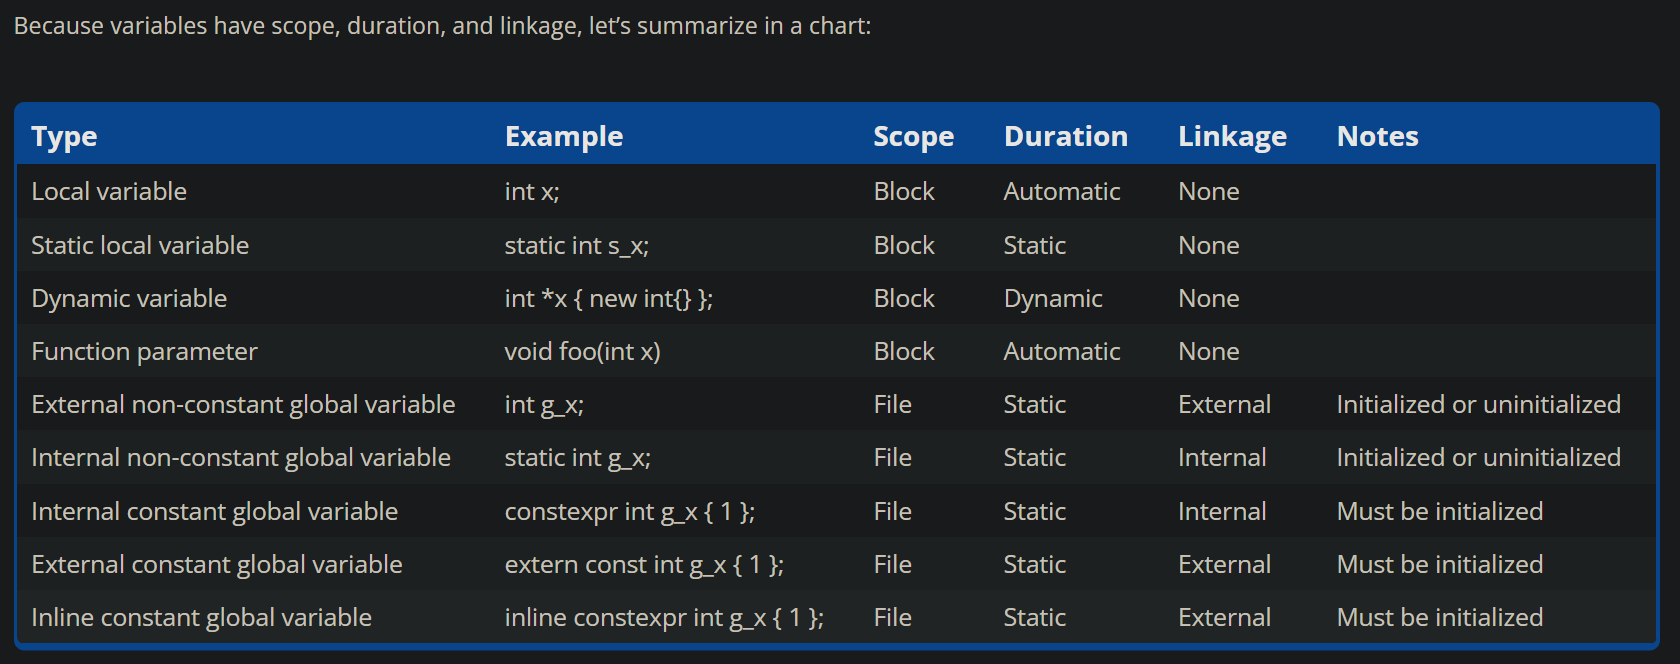 Because variables have scope, duration, and linkage, let’s summarize in a chart:
Type Example Scope Duration Linkage Notes
Local variable int x; Block Automatic None
Static local variable static int s_x; Block Static None
Dynamic variable int *x { new int{} }; Block Dynamic None
Function parameter void foo(int x) Block Automatic None
External non-constant global variable int g_x; File Static External Initialized or uninitialized
Internal non-constant global variable static int g_x; File Static Internal Initialized or uninitialized
Internal constant global variable constexpr int g_x { 1 }; File Static Internal Must be initialized
External constant global variable extern const int g_x { 1 }; File Static External Must be initialized
Inline constant global variable inline constexpr int g_x { 1 }; File Static External Must be initialized